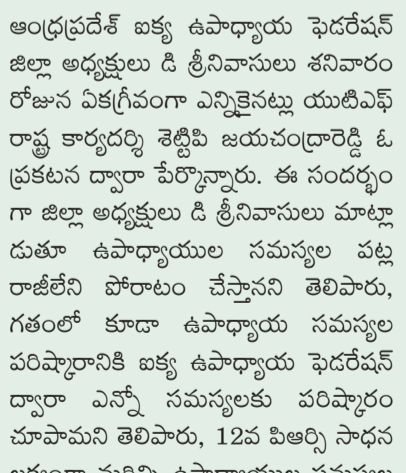 ఆంధ్రప్రదేశ్ ఐక్య ఉపాధ్యాయ ఫెడరేషన్
జిల్లా అధ్యక్షులు డి శ్రీనివాసులు శనివారం
రోజున ఏకగ్రీవంగా ఎన్నికైనట్లు యుటిఎఫ్
రాష్ట్ర కార్యదర్శి శెట్టిపి జయచంద్రారెడ్డి ఓ
ప్రకటన ద్వారా పేర్కొన్నారు. ఈ సందర్భం
గా జిల్లా అధ్యక్షులు డి శ్రీనివాసులు మాట్లా
డుతూ ఉపాధ్యాయుల సమస్యల పట్ల
రాజీలేని పోరాటం చేస్తానని తెలిపారు,
గతంలో కూడా ఉపాధ్యాయ సమస్యల
పరిష్కారానికి ఐక్య ఉపాధ్యాయ ఫెడరేషన్
ద్వారా ఎన్నో సమస్యలకు పరిష్కారం
చూపామని తెలిపారు, 12వ పిఆర్సి సాధన